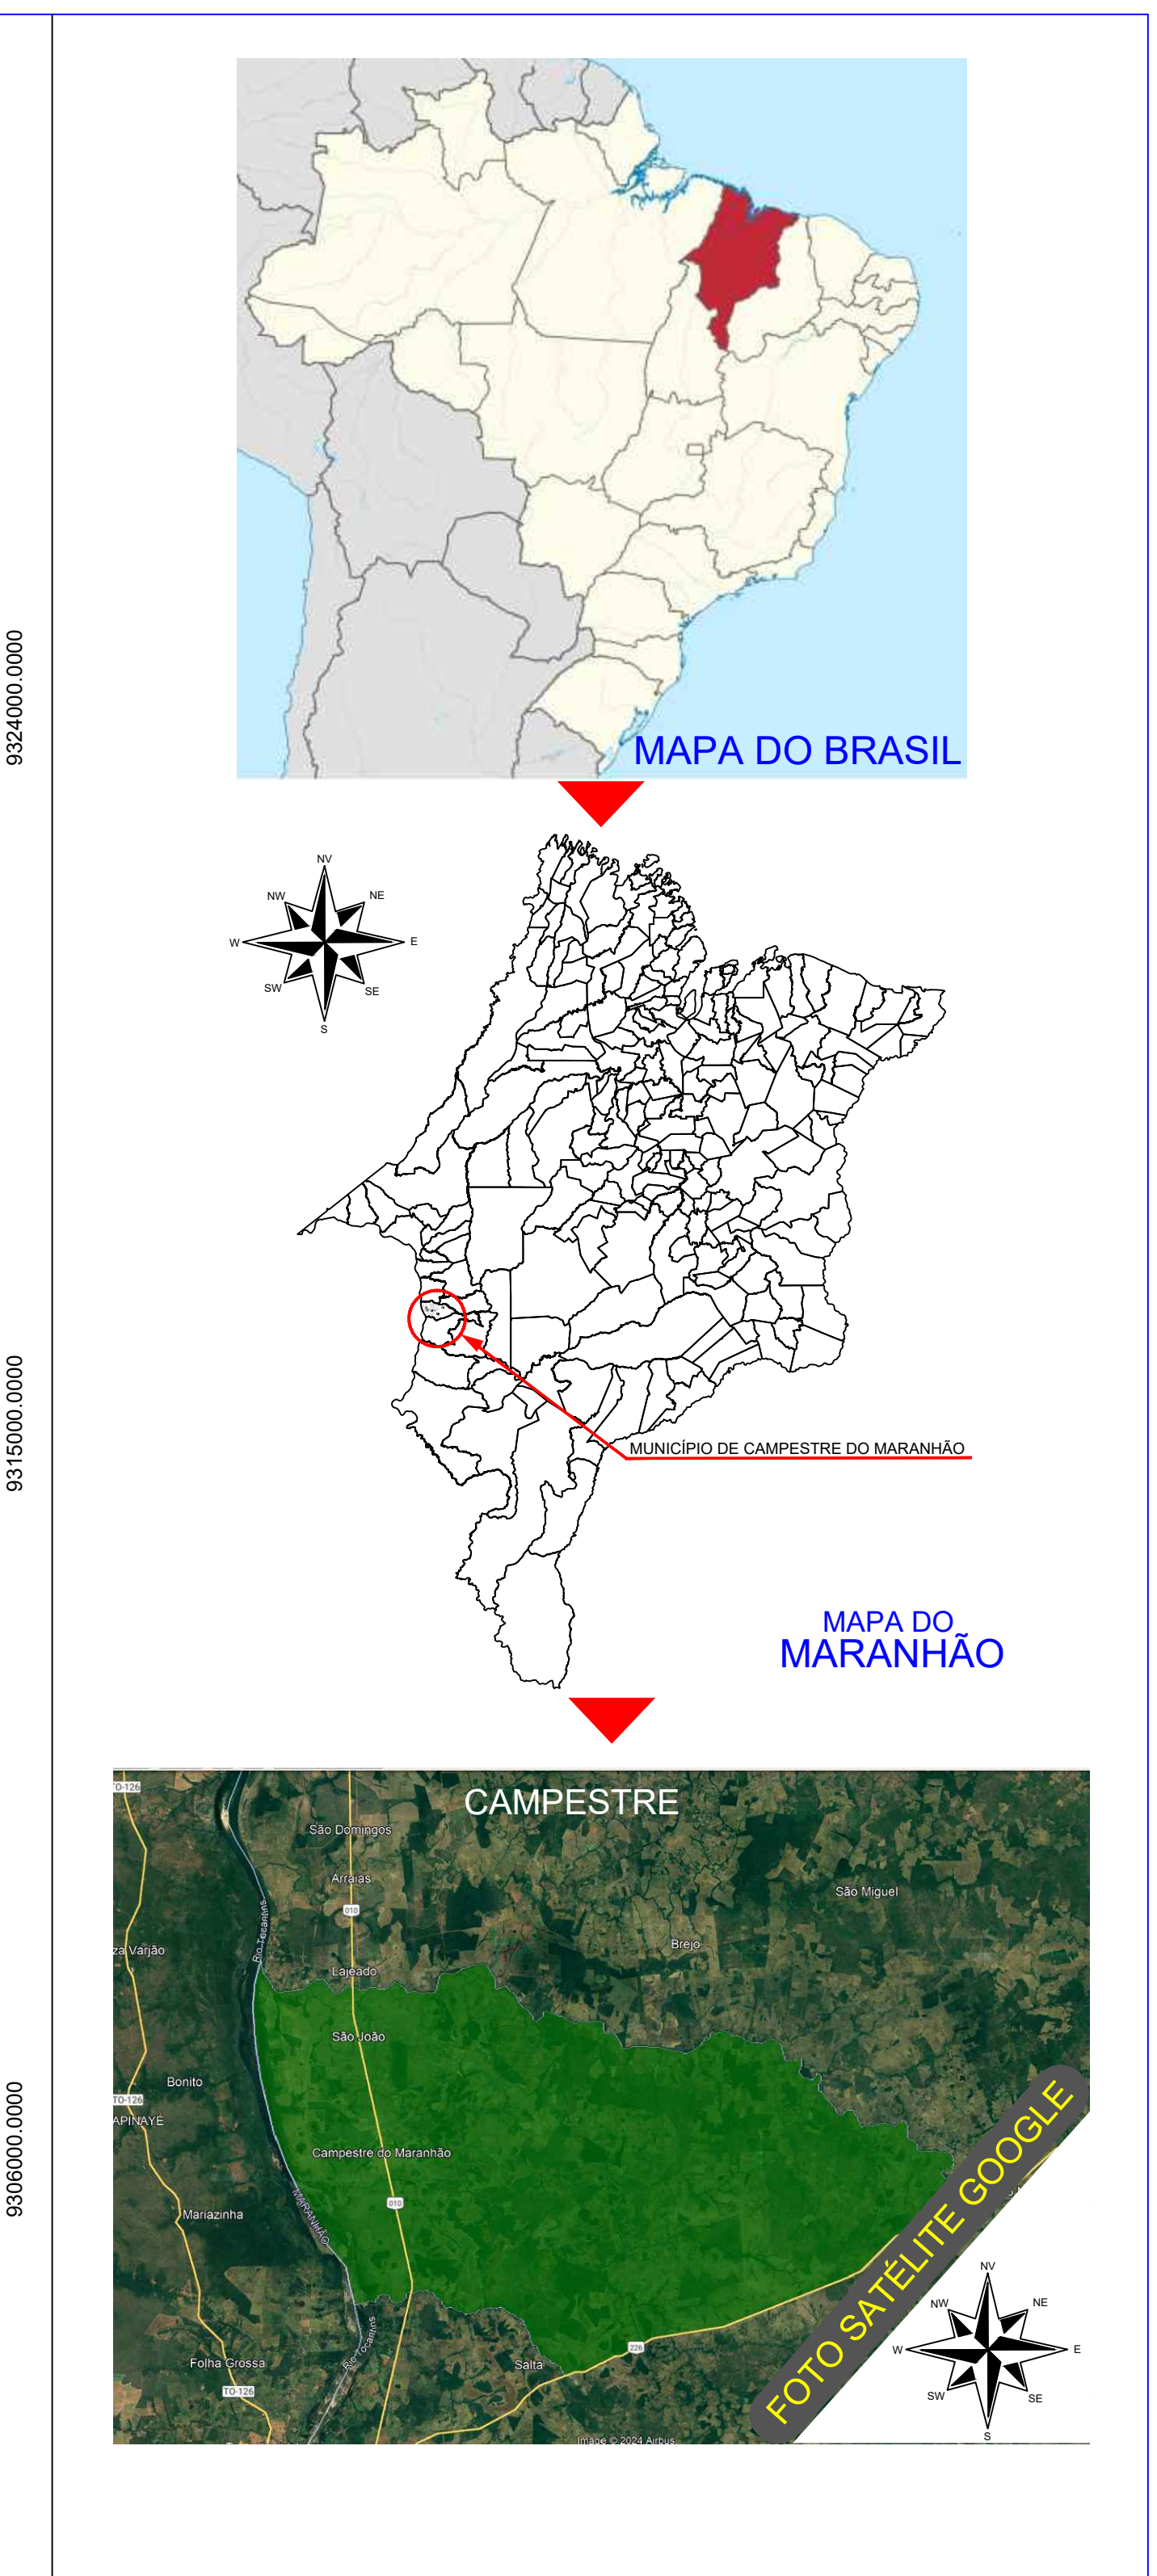 9324000.0000
9315000.0000
9306000.0000
MAPA DO BRASIL
NV
NW
NE
W
E
SW
SE
S
MUNICÍPIO DE CAMPESTRE DO MARANHÃO
MAPA DO
MARANHÃO
CAMPESTRE
TO-126
São Domingos
Arraias
São Miguel
010
Rio Tocantins
Brejo
za Varjão
Lajeado
São João
Bonito
TO-126
APINAYÉ
Campestre do Maranhão
010
Mariazinha
MARANHÃO
FOTO SATÉLITE GOOGLE
NV
NW
NE
W
E
SW
SE
S
226
Rio Tocantins
Folha Grossa
Salta
TO-126
Image © 2024 Airbus